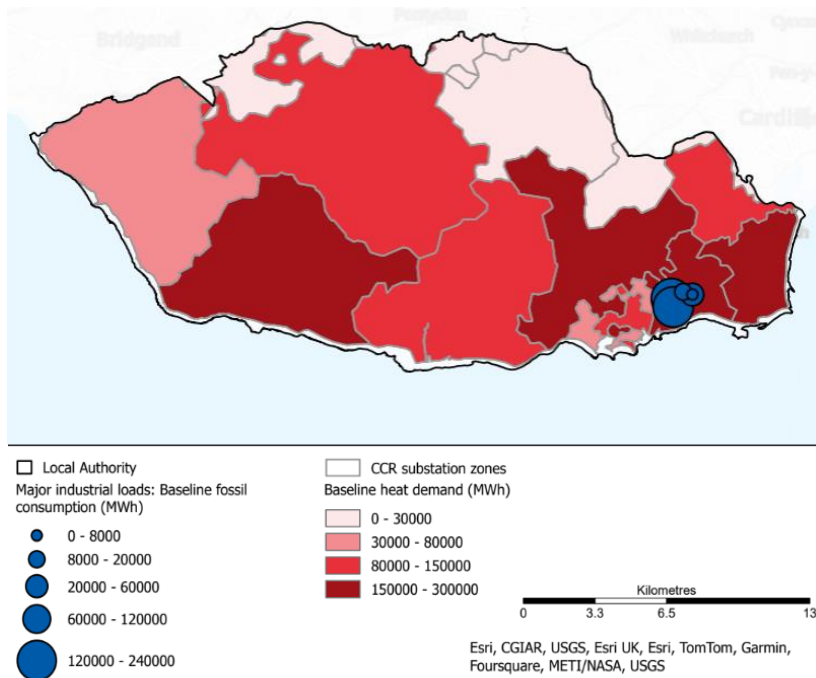 Bridgend
Pontyclun
Whitchurch
Cardiff
Local Authority
Major industrial loads: Baseline fossil
consumption (MWh)
0 - 8000
8000 - 20000
20000 - 60000
60000 - 120000
120000 - 240000
CCR substation zones
Baseline heat demand (MWh)
0 - 30000
30000 - 80000
80000 - 150000
150000 - 300000
Kilometres
0 3.3 6.5 13
Esri, CGIAR, USGS, Esri UK, Esri, TomTom, Garmin,
Foursquare, METI/NASA, USGS